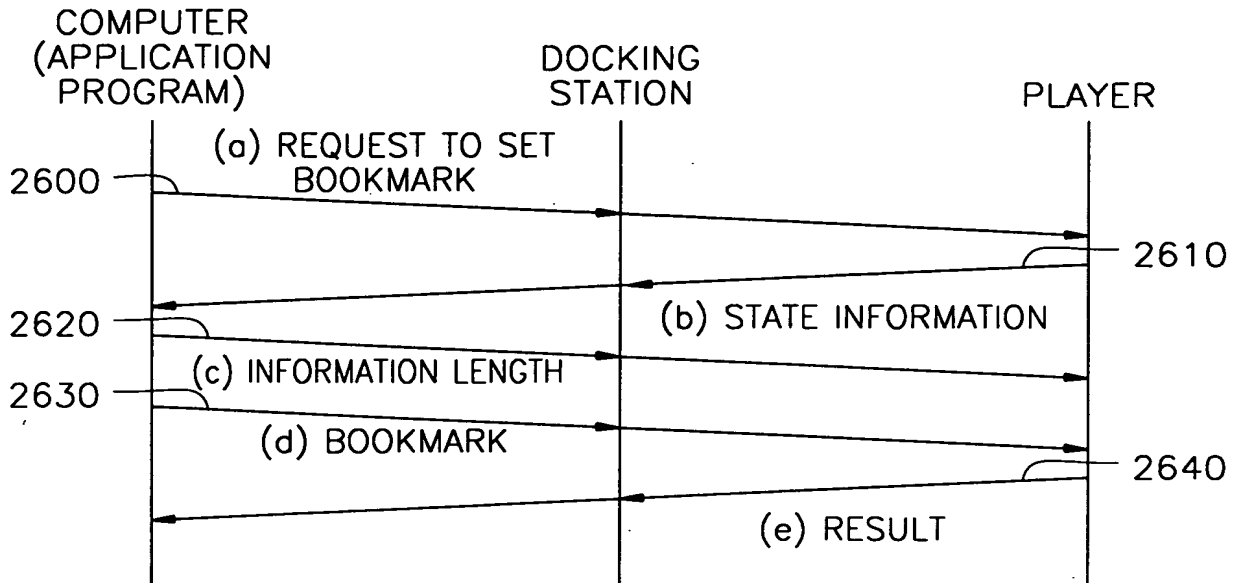 COMPUTER
(APPLICATION
PROGRAM)
DOCKING
STATION
PLAYER
(a) REQUEST TO SET
BOOKMARK
2600
2610
(b) STATE INFORMATION
2620
(c) INFORMATION LENGTH
2630
(d) BOOKMARK
2640
(e) RESULT